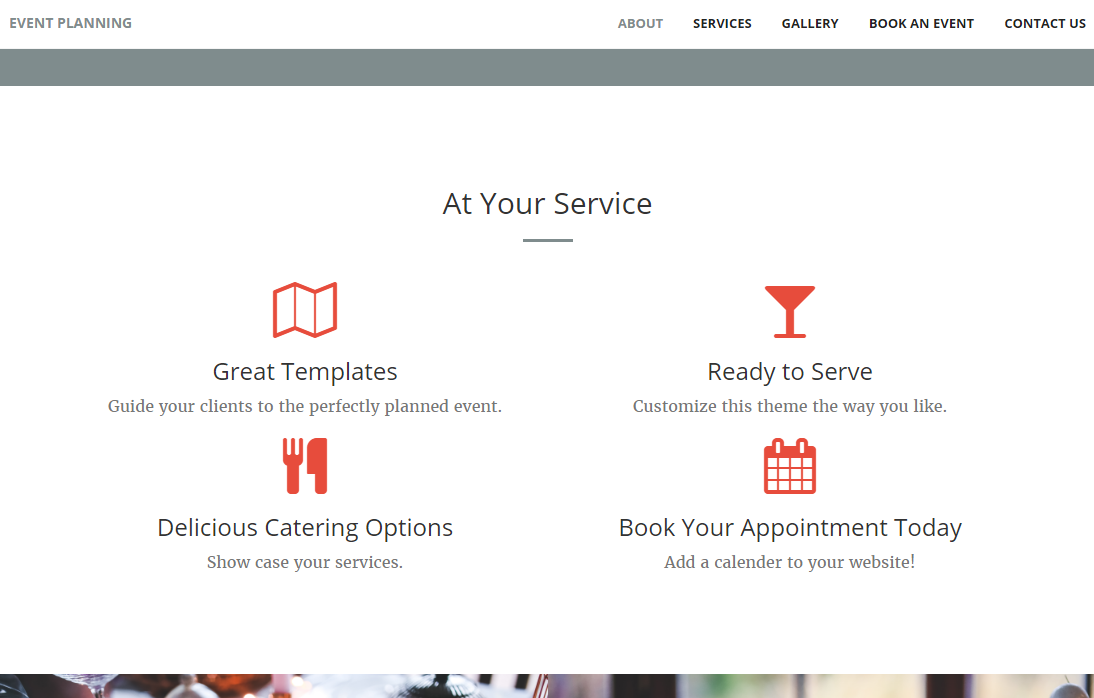 EVENT PLANNING
ABOUT SERVICES GALLERY BOOK AN EVENT CONTACT US
At Your Service
Great Templates
Guide your clients to the perfectly planned event.
Ready to Serve
Customize this theme the way you like.
Delicious Catering Options
Show case your services.
Book Your Appointment Today
Add a calender to your website!